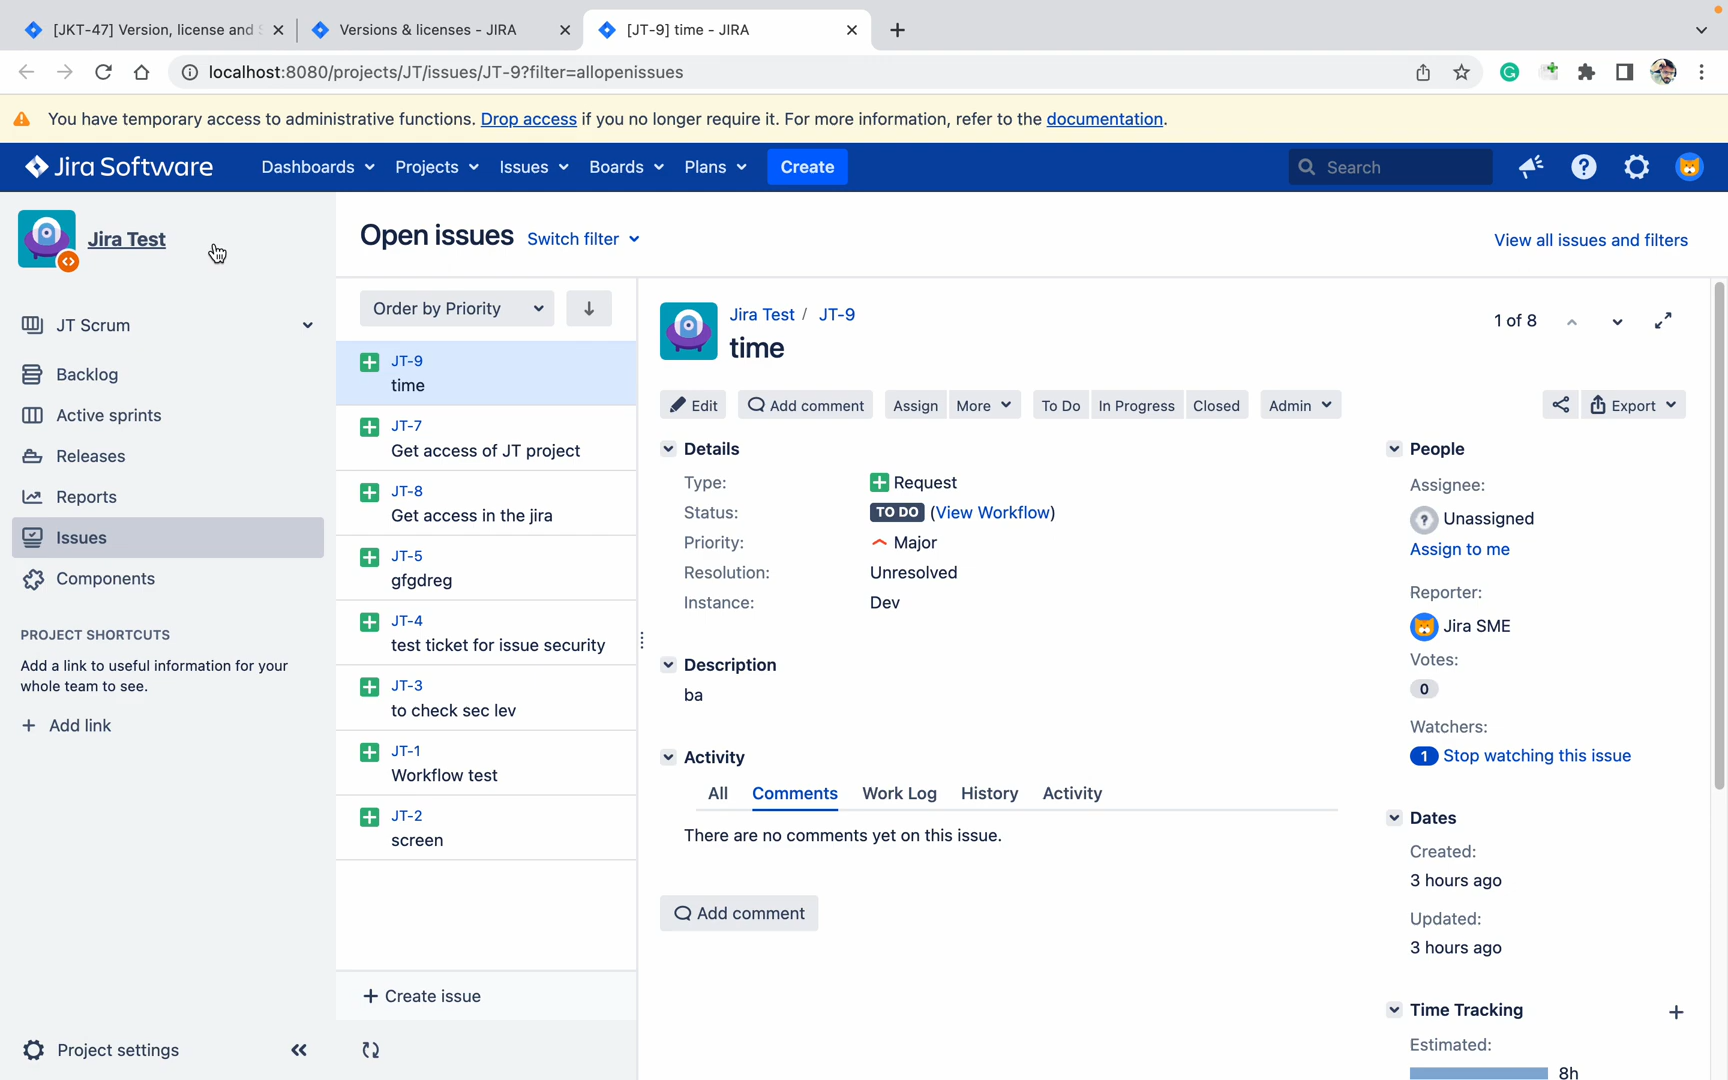 [JKT-47] Version, license and S
Versions & licenses - JIRA
[JT-9] time - JIRA
localhost:8080/projects/JT/issues/JT-9?filter=allopenissues
You have temporary access to administrative functions. Drop access if you no longer require it. For more information, refer to the documentation.
Jira Software
Dashboards
Projects
Issues
Boards
Plans
Create
Search
Jira Test
JT Scrum
Backlog
Active sprints
Releases
Reports
Issues
Components
PROJECT SHORTCUTS
Add a link to useful information for your
whole team to see.
+ Add link
Project settings
Open issues
Switch filter
View all issues and filters
Order by Priority
JT-9
time
JT-7
Get access of JT project
JT-8
Get access in the jira
JT-5
gfgdreg
JT-4
test ticket for issue security
JT-3
to check sec lev
JT-1
Workflow test
JT-2
screen
+ Create issue
Jira Test / JT-9
time
1 of 8
Edit
Add comment
Assign
More
To Do
In Progress
Closed
Admin
Export
Details
Type: Request
Status: TO DO (View Workflow)
Priority: Major
Resolution: Unresolved
Instance: Dev
Description
ba
Activity
All
Comments
Work Log
History
Activity
There are no comments yet on this issue.
Add comment
People
Assignee:
Unassigned
Assign to me
Reporter:
Jira SME
Votes:
0
Watchers:
1 Stop watching this issue
Dates
Created:
3 hours ago
Updated:
3 hours ago
Time Tracking
Estimated:
8h